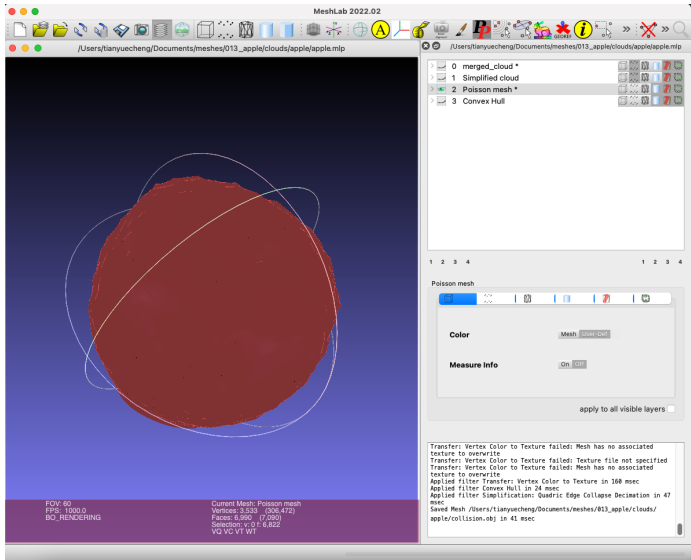 MeshLab 2022.02
A
GEOREF
i
»
»
/Users/tianyuecheng/Documents/meshes/013_apple/clouds/apple/apple.mlp
/Users/tianyuecheng/Documents/meshes/013_apple/clouds/apple/apple.mlp
0 merged_cloud *
1 Simplified cloud
2 Poisson mesh *
3 Convex Hull
1 2 3 4
1 2 3 4
Poisson mesh
Color Mesh User-Def
Measure Info On Off
apply to all visible layers
Transfer: Vertex Color to Texture failed: Mesh has no associated
texture to overwrite
Transfer: Vertex Color to Texture failed: Texture file not specified
Transfer: Vertex Color to Texture failed: Mesh has no associated
texture to overwrite
Applied filter Transfer: Vertex Color to Texture in 160 msec
Applied filter Convex Hull in 24 msec
Applied filter Simplification: Quadric Edge Collapse Decimation in 47
msec
Saved Mesh /Users/tianyuecheng/Documents/meshes/013_apple/clouds/
apple/collision.obj in 41 msec
FOV: 60
FPS: 1000.0
BO_RENDERING
Current Mesh: Poisson mesh
Vertices: 3,533 (306,472)
Faces: 6,990 (7,090)
Selection: v: 0 f: 6,822
VQ VC VT WT